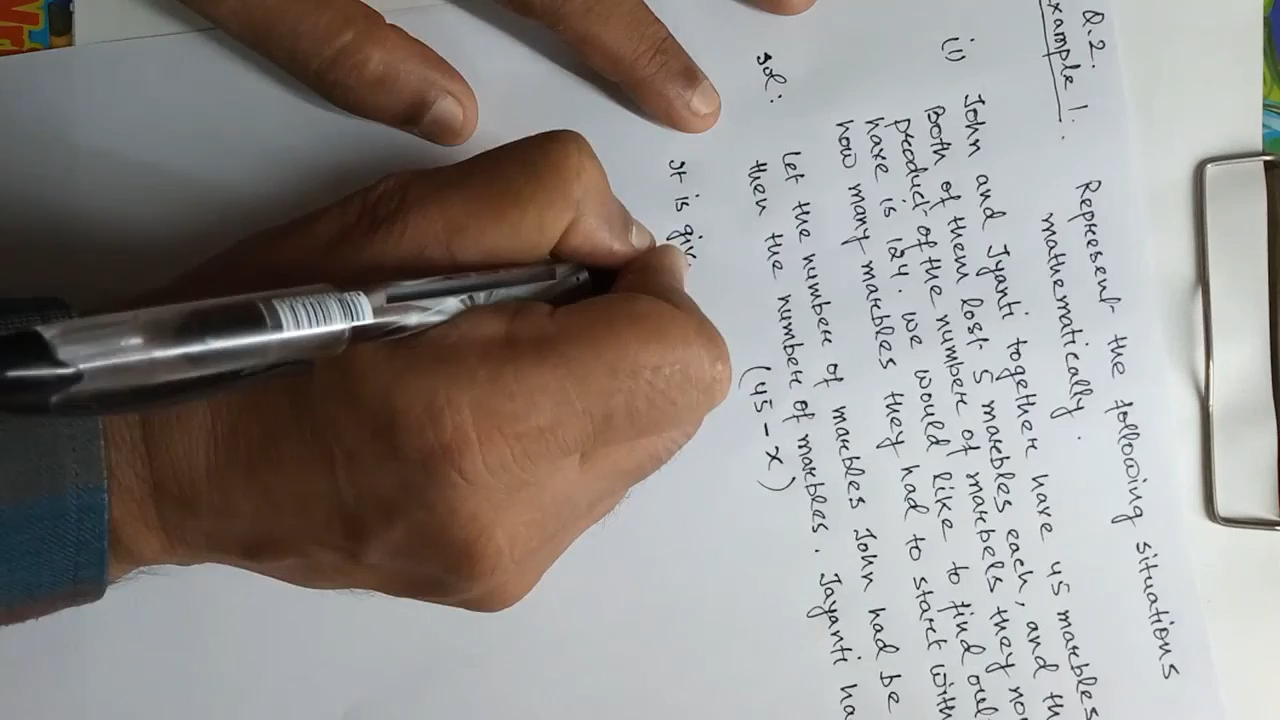 Q.2. Represent the following situations
mathematically.
xample 1.
(i) John and Jyanti together have 45 marbles
Both of them lost 5 marbles each, and th
product of the number of marbels they no
have is 124. we would like to find out
how many marbles they had to start with
Sol: Let the number of marbles John had be
then the number of marbles. Jayanti ha
(45-x)
It is giv